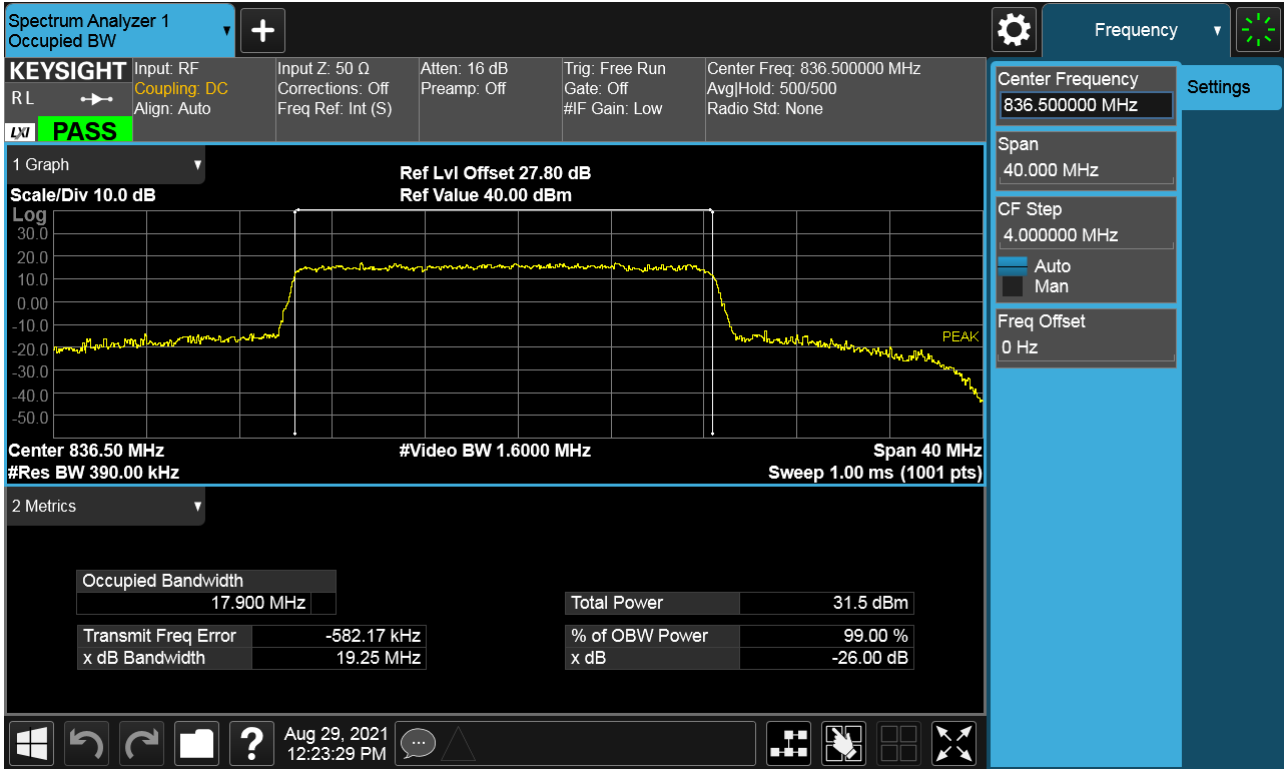 Spectrum Analyzer 1
Occupied BW
Frequency
KEYSIGHT
R L
LXI
PASS
Input: RF
Coupling: DC
Align: Auto
Input Z: 50 Ω
Corrections: Off
Freq Ref: Int (S)
Atten: 16 dB
Preamp: Off
Trig: Free Run
Gate: Off
#IF Gain: Low
Center Freq: 836.500000 MHz
Avg|Hold: 500/500
Radio Std: None
1 Graph
Scale/Div 10.0 dB
Ref Lvl Offset 27.80 dB
Ref Value 40.00 dBm
Log
30.0
20.0
10.0
0.00
-10.0
-20.0
-30.0
-40.0
-50.0
PEAK
Center 836.50 MHz
#Video BW 1.6000 MHz
Span 40 MHz
#Res BW 390.00 kHz
Sweep 1.00 ms (1001 pts)
2 Metrics
Occupied Bandwidth
17.900 MHz
Total Power 31.5 dBm
Transmit Freq Error -582.17 kHz
% of OBW Power 99.00 %
x dB Bandwidth 19.25 MHz
x dB -26.00 dB
Center Frequency
836.500000 MHz
Span
40.000 MHz
CF Step
4.000000 MHz
Auto
Man
Freq Offset
0 Hz
Settings
?
Aug 29, 2021
12:23:29 PM